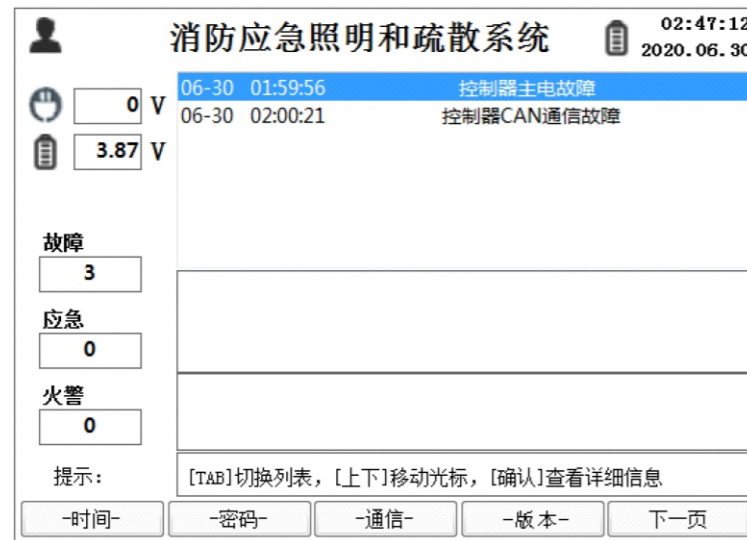 消防应急照明和疏散系统
02:47:12
2020.06.30
0 V
3.87 V
06-30 01:59:56 控制器主电故障
06-30 02:00:21 控制器CAN通信故障
故障
3
应急
0
火警
0
提示: [TAB]切换列表, [上下]移动光标, [确认]查看详细信息
-时间- -密码- -通信- -版本- 下一页